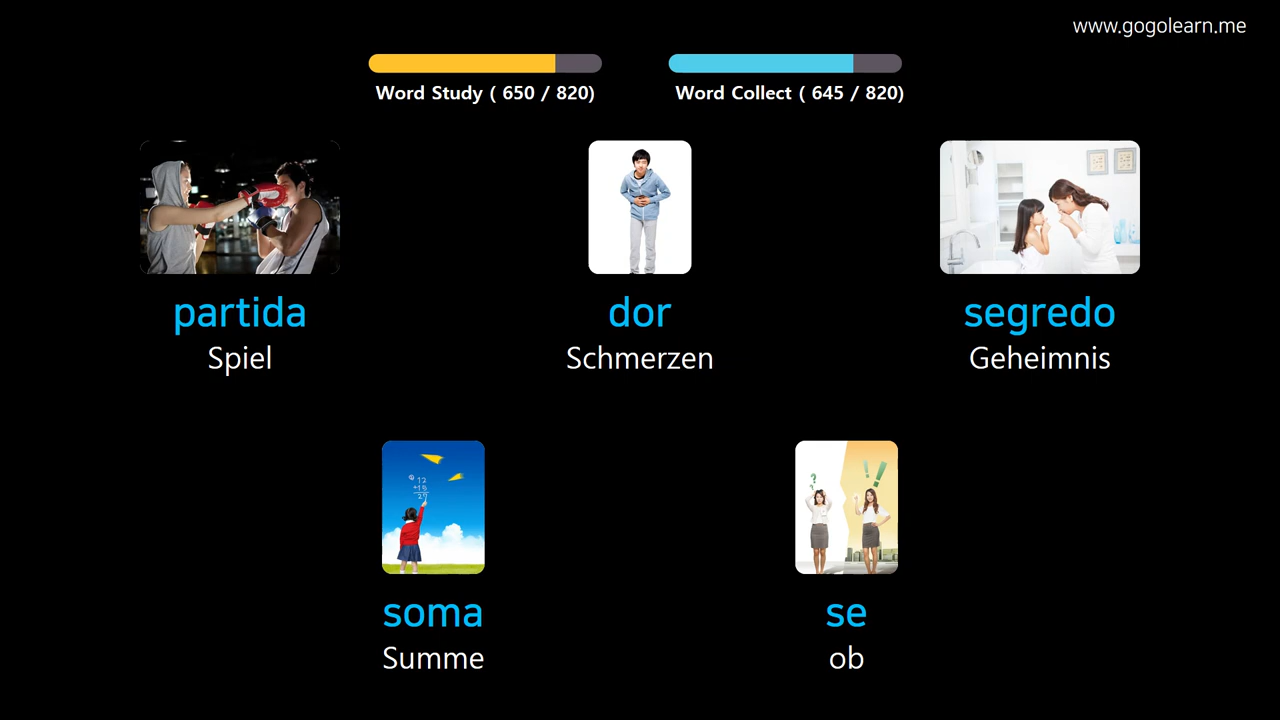 www.gogolearn.me
Word Study ( 650 / 820)
Word Collect ( 645 / 820)
partida
Spiel
dor
Schmerzen
segredo
Geheimnis
soma
Summe
se
ob